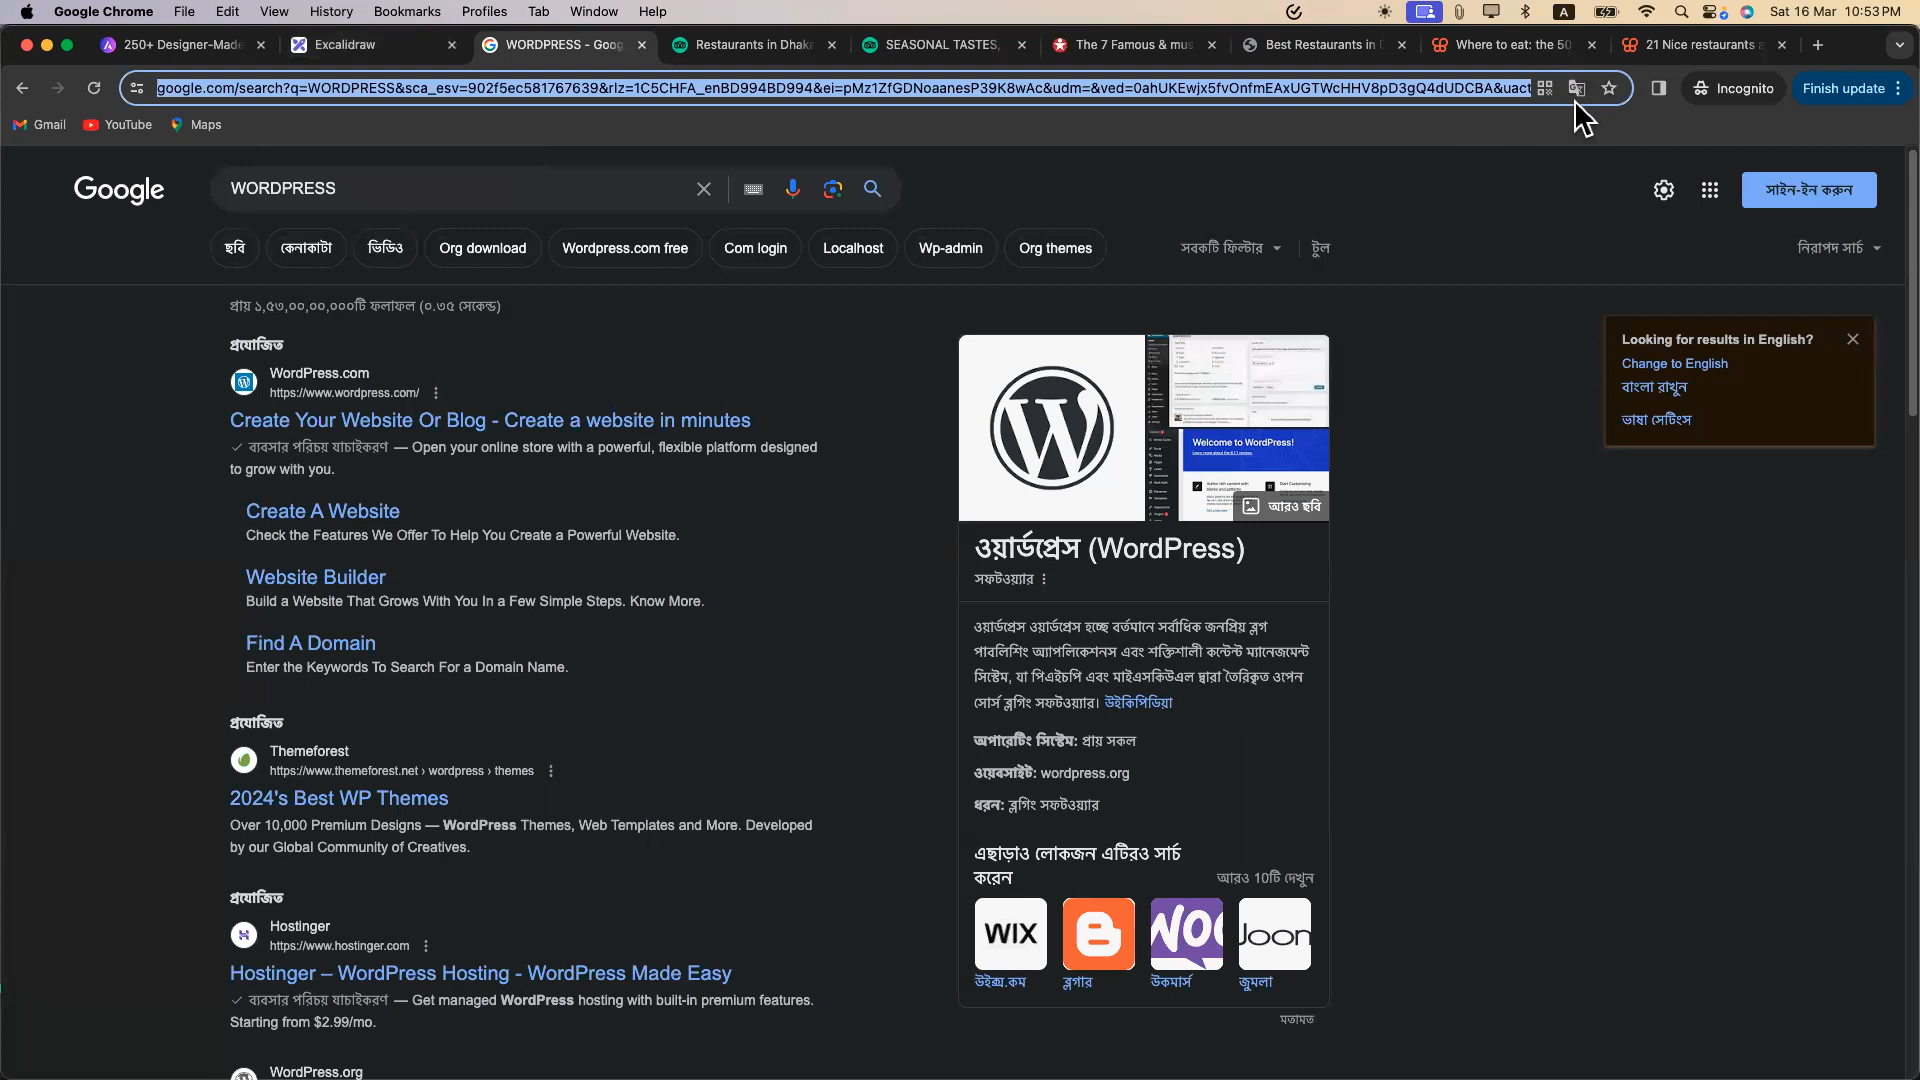 Google Chrome File Edit View History Bookmarks Profiles Tab Window Help Sat 16 Mar 10:53 PM
250+ Designer-Made Excalidraw WORDPRESS - Goog Restaurants in Dhaka SEASONAL TASTES, The 7 Famous & mus Best Restaurants in D Where to eat: the 50 21 Nice restaurants a
google.com/search?q=WORDPRESS&sca_esv=902f5ec581767639&rlz=1C5CHFA_enBD994BD994&ei=pMz1ZfGDNoaanesP39K8wAc&udm=&ved=0ahUKEwjx5fvOnfmEAxUGTWcHHV8pD3gQ4dUDCBA&uact Incognito Finish update
Gmail YouTube Maps
Google WORDPRESS সাইন-ইন করুন
ছবি কেনাকাটা ভিডিও Org download Wordpress.com free Com login Localhost Wp-admin Org themes সবকটি ফিল্টার টুল নিরাপদ সার্চ
প্রায় ১,৫৩,০০,০০,০০০টি ফলাফল (০.৩৫ সেকেন্ড)
প্রযোজিত
WordPress.com
https://www.wordpress.com/
Create Your Website Or Blog - Create a website in minutes
ব্যবসার পরিচয় যাচাইকরণ — Open your online store with a powerful, flexible platform designed
to grow with you.
Create A Website
Check the Features We Offer To Help You Create a Powerful Website.
Website Builder
Build a Website That Grows With You In a Few Simple Steps. Know More.
Find A Domain
Enter the Keywords To Search For a Domain Name.
প্রযোজিত
Themeforest
https://www.themeforest.net › wordpress › themes
2024's Best WP Themes
Over 10,000 Premium Designs — WordPress Themes, Web Templates and More. Developed
by our Global Community of Creatives.
প্রযোজিত
Hostinger
https://www.hostinger.com
Hostinger – WordPress Hosting - WordPress Made Easy
ব্যবসার পরিচয় যাচাইকরণ — Get managed WordPress hosting with built-in premium features.
Starting from $2.99/mo.
WordPress.org
Welcome to WordPress!
আরও ছবি
ওয়ার্ডপ্রেস (WordPress)
সফটওয়্যার
ওয়ার্ডপ্রেস ওয়ার্ডপ্রেস হচ্ছে বর্তমানে সর্বাধিক জনপ্রিয় ব্লগ
পাবলিশিং অ্যাপলিকেশনস এবং শক্তিশালী কন্টেন্ট ম্যানেজমেন্ট
সিস্টেম, যা পিএইচপি এবং মাইএসকিউএল দ্বারা তৈরিকৃত ওপেন
সোর্স ব্লগিং সফটওয়্যার। উইকিপিডিয়া
অপারেটিং সিস্টেম: প্রায় সকল
ওয়েবসাইট: wordpress.org
ধরন: ব্লগিং সফটওয়্যার
এছাড়াও লোকজন এটিরও সার্চ
করেন আরও 10টি দেখুন
WIX WOO Joom
উইক্স.কম ব্লগার উকমার্স জুমলা
মতামত
Looking for results in English?
Change to English
বাংলা রাখুন
ভাষা সেটিংস